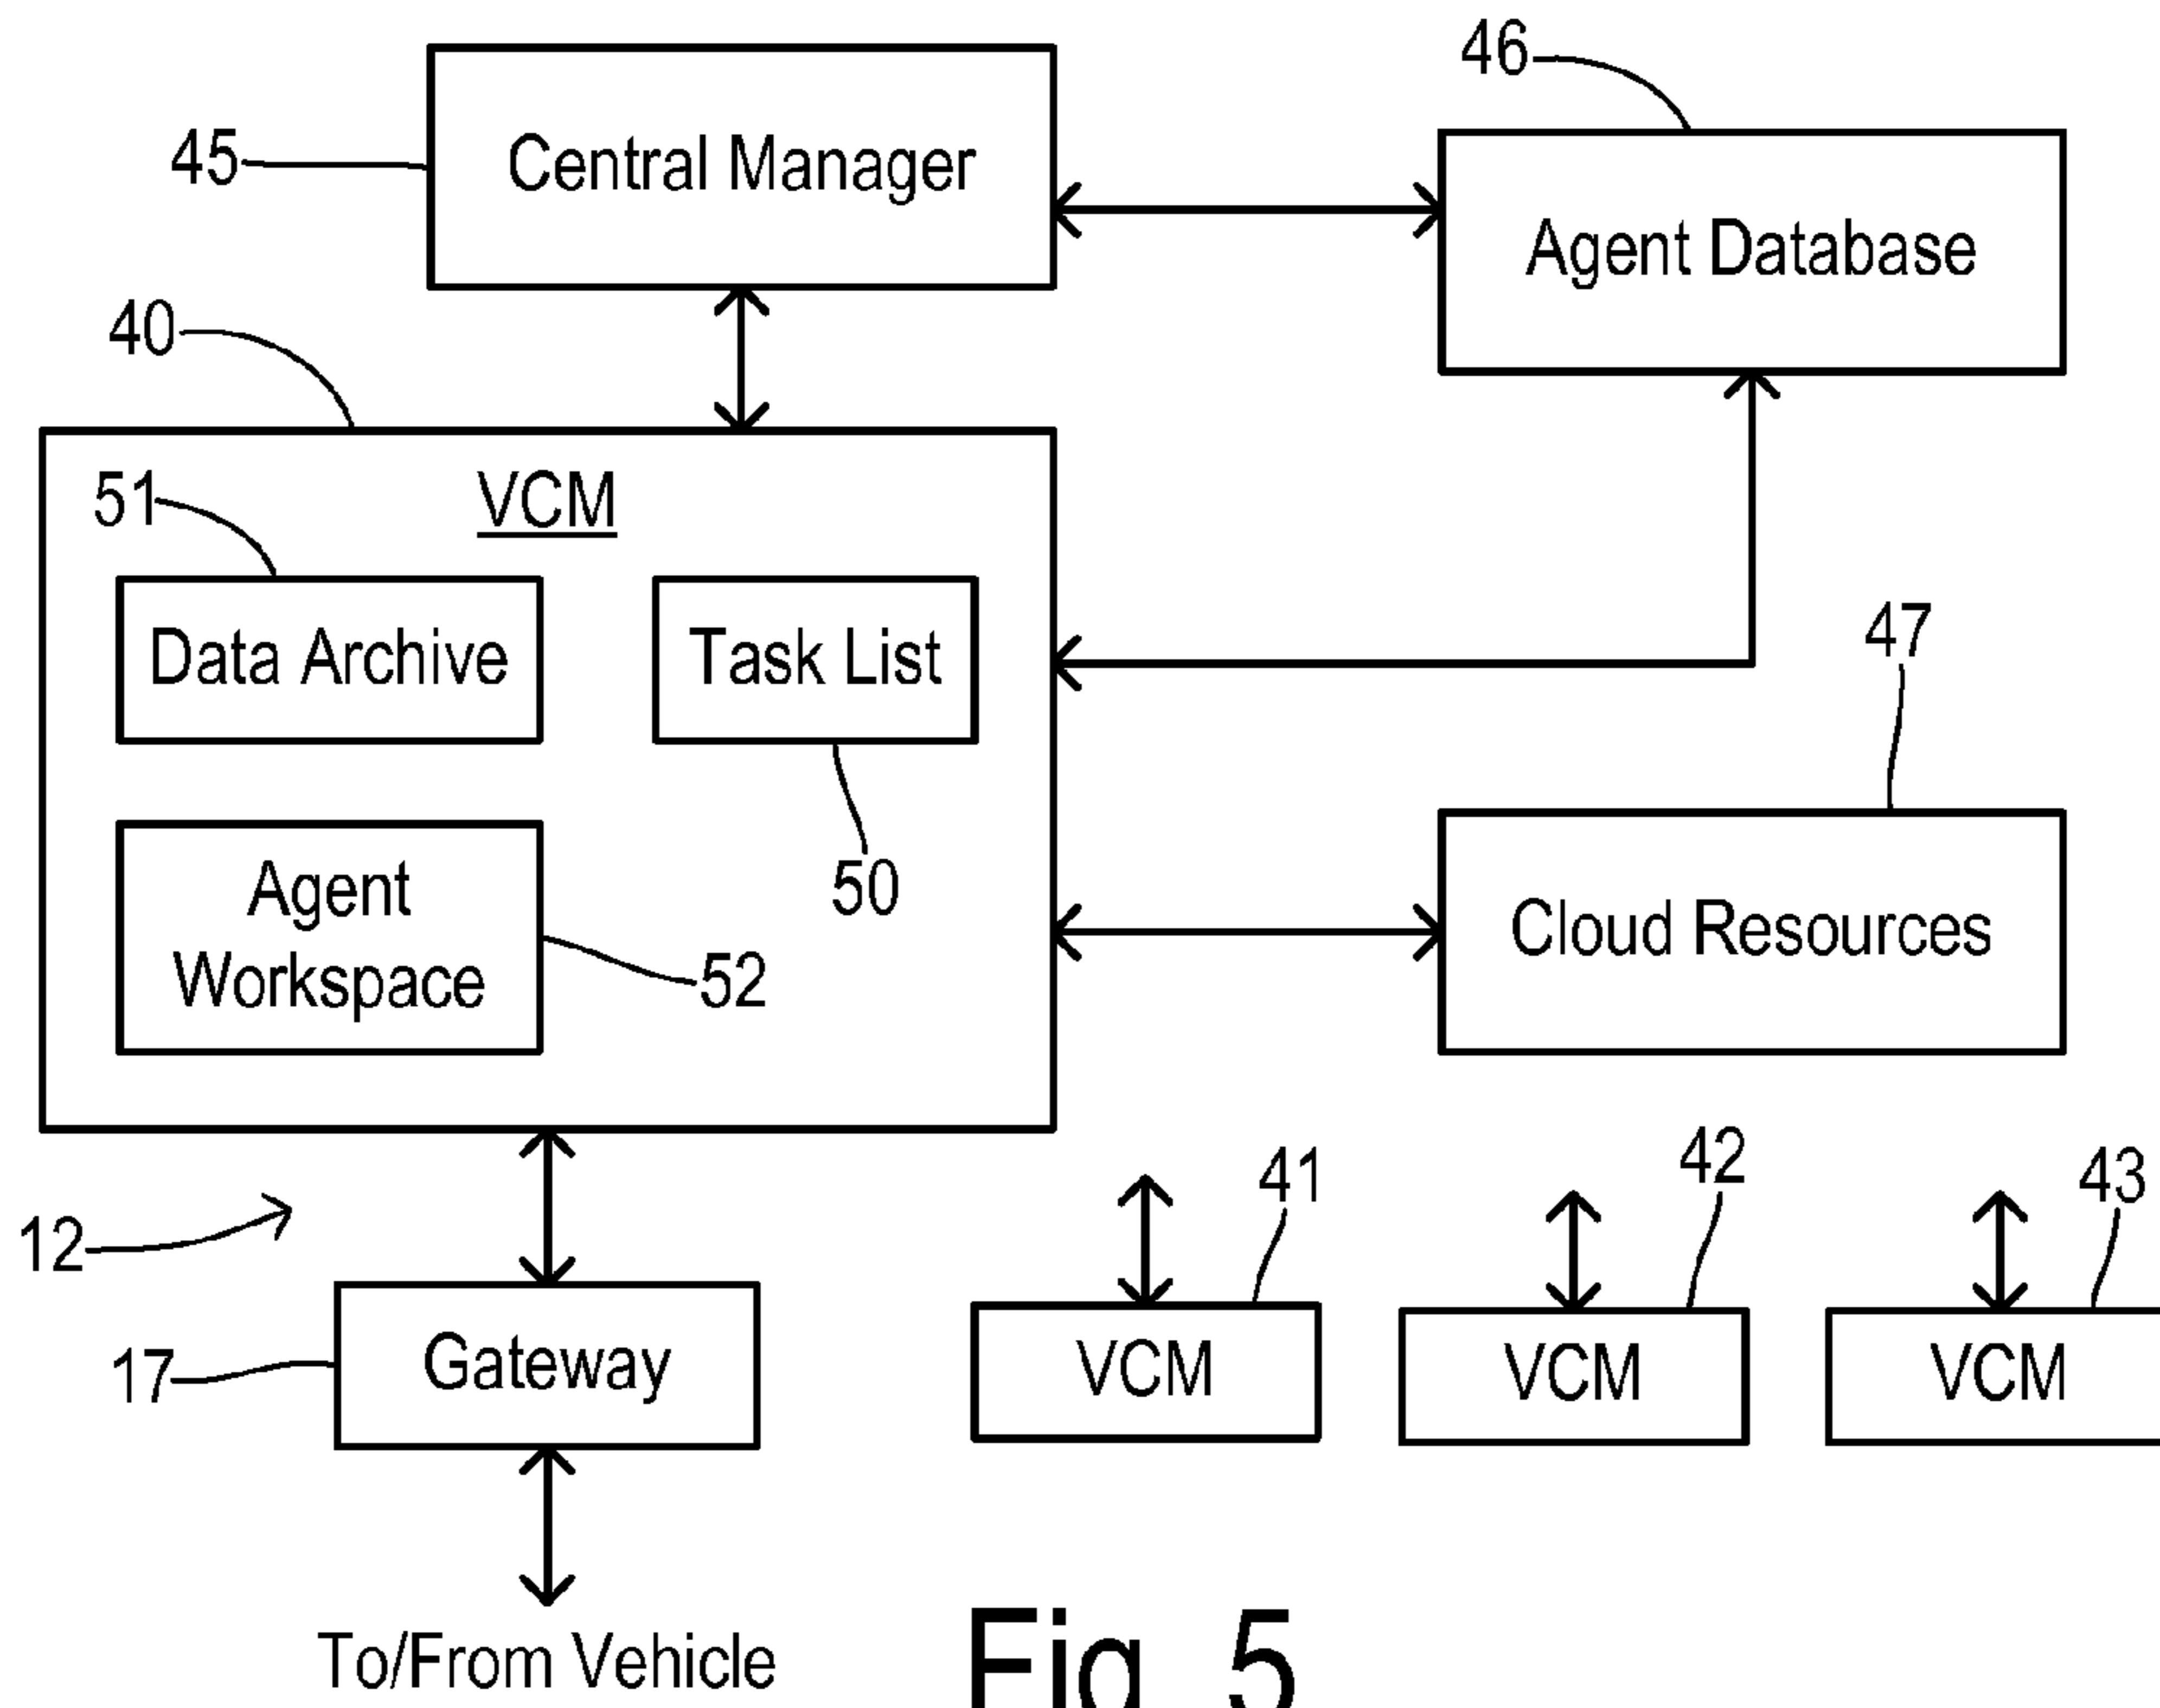 46
45
Central Manager
Agent Database
40
51
VCM
Data Archive
Task List
47
Agent
Workspace
50
52
Cloud Resources
12
41
42
43
17
Gateway
VCM
VCM
VCM
To/From Vehicle
Fig. 5